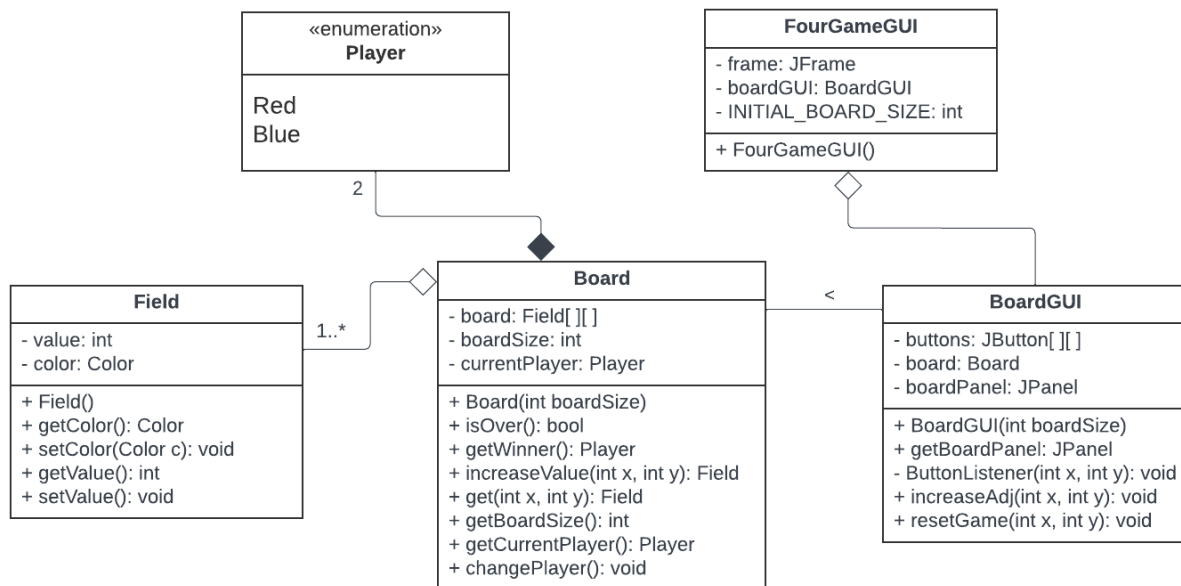 «enumeration»
Player
Red
Blue
2
FourGameGUI
- frame: JFrame
- boardGUI: BoardGUI
- INITIAL_BOARD_SIZE: int
+ FourGameGUI()
Field
- value: int
- color: Color
+ Field()
+ getColor(): Color
+ setColor(Color c): void
+ getValue(): int
+ setValue(): void
1..*
Board
- board: Field[ ][ ]
- boardSize: int
- currentPlayer: Player
+ Board(int boardSize)
+ isOver(): bool
+ getWinner(): Player
+ increaseValue(int x, int y): Field
+ get(int x, int y): Field
+ getBoardSize(): int
+ getCurrentPlayer(): Player
+ changePlayer(): void
<
BoardGUI
- buttons: JButton[ ][ ]
- board: Board
- boardPanel: JPanel
+ BoardGUI(int boardSize)
+ getBoardPanel: JPanel
- ButtonListener(int x, int y): void
+ increaseAdj(int x, int y): void
+ resetGame(int x, int y): void